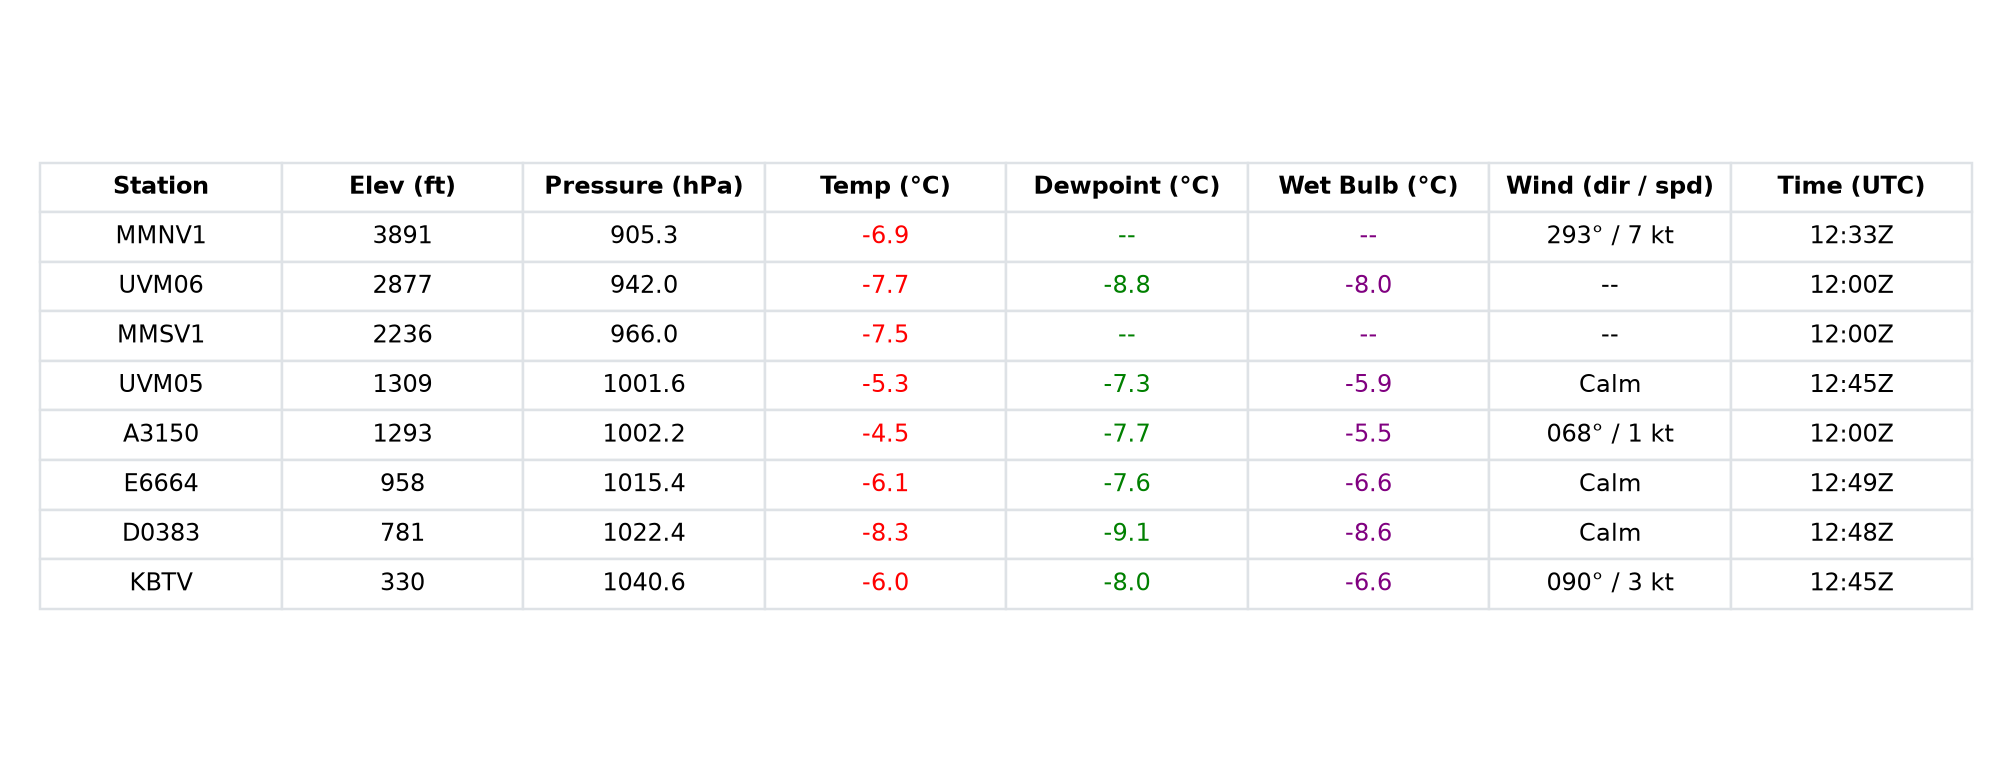 Station Elev (ft) Pressure (hPa) Temp (°C) Dewpoint (°C) Wet Bulb (°C) Wind (dir / spd) Time (UTC)
MMNV1 3891 905.3 -6.9 -- -- 293° / 7 kt 12:33Z
UVM06 2877 942.0 -7.7 -8.8 -8.0 -- 12:00Z
MMSV1 2236 966.0 -7.5 -- -- -- 12:00Z
UVM05 1309 1001.6 -5.3 -7.3 -5.9 Calm 12:45Z
A3150 1293 1002.2 -4.5 -7.7 -5.5 068° / 1 kt 12:00Z
E6664 958 1015.4 -6.1 -7.6 -6.6 Calm 12:49Z
D0383 781 1022.4 -8.3 -9.1 -8.6 Calm 12:48Z
KBTV 330 1040.6 -6.0 -8.0 -6.6 090° / 3 kt 12:45Z